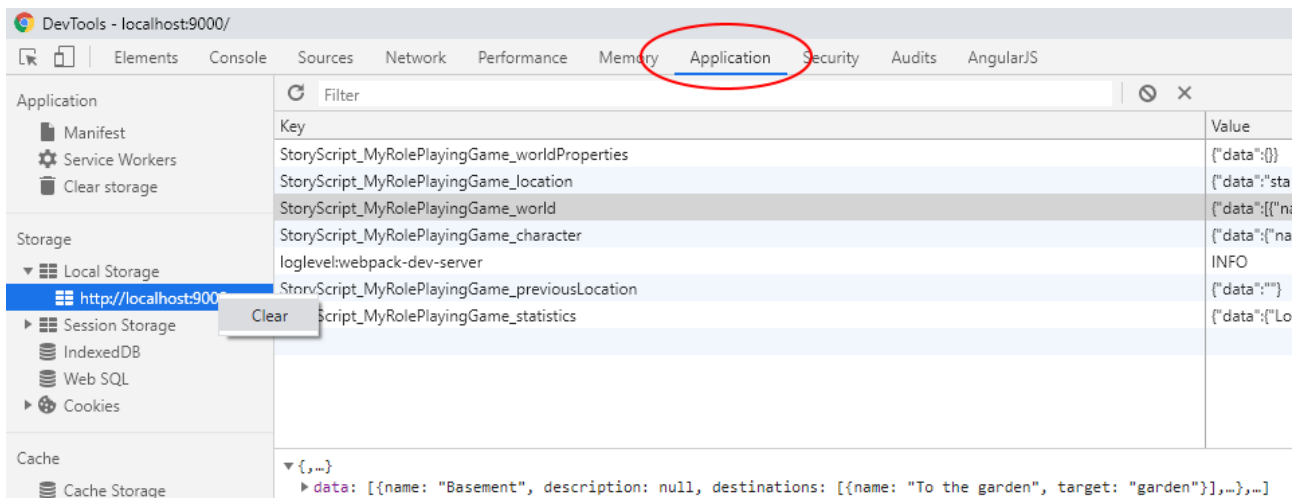 DevTools - localhost:9000/
Elements Console Sources Network Performance Memory Application Security Audits AngularJS
Application
Manifest
Service Workers
Clear storage
Storage
Local Storage
http://localhost:900
Session Storage
IndexedDB
Web SQL
Cookies
Cache
Cache Storage
Clear
Filter
Key Value
StoryScript_MyRolePlayingGame_worldProperties {"data":{}}
StoryScript_MyRolePlayingGame_location {"data":"sta
StoryScript_MyRolePlayingGame_world {"data":[{"na
StoryScript_MyRolePlayingGame_character {"data":{"na
loglevel:webpack-dev-server INFO
StoryScript_MyRolePlayingGame_previousLocation {"data":""}
Script_MyRolePlayingGame_statistics {"data":{"Lo
{,…}
data: [{name: "Basement", description: null, destinations: [{name: "To the garden", target: "garden"}],…},…]